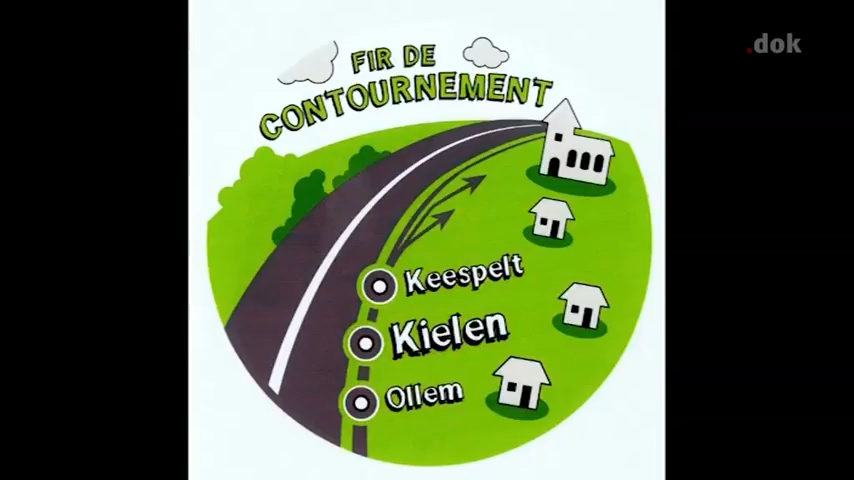 .dok
FIR DE
CONTOURNEMENT
Keespelt
Kielen
Ollem